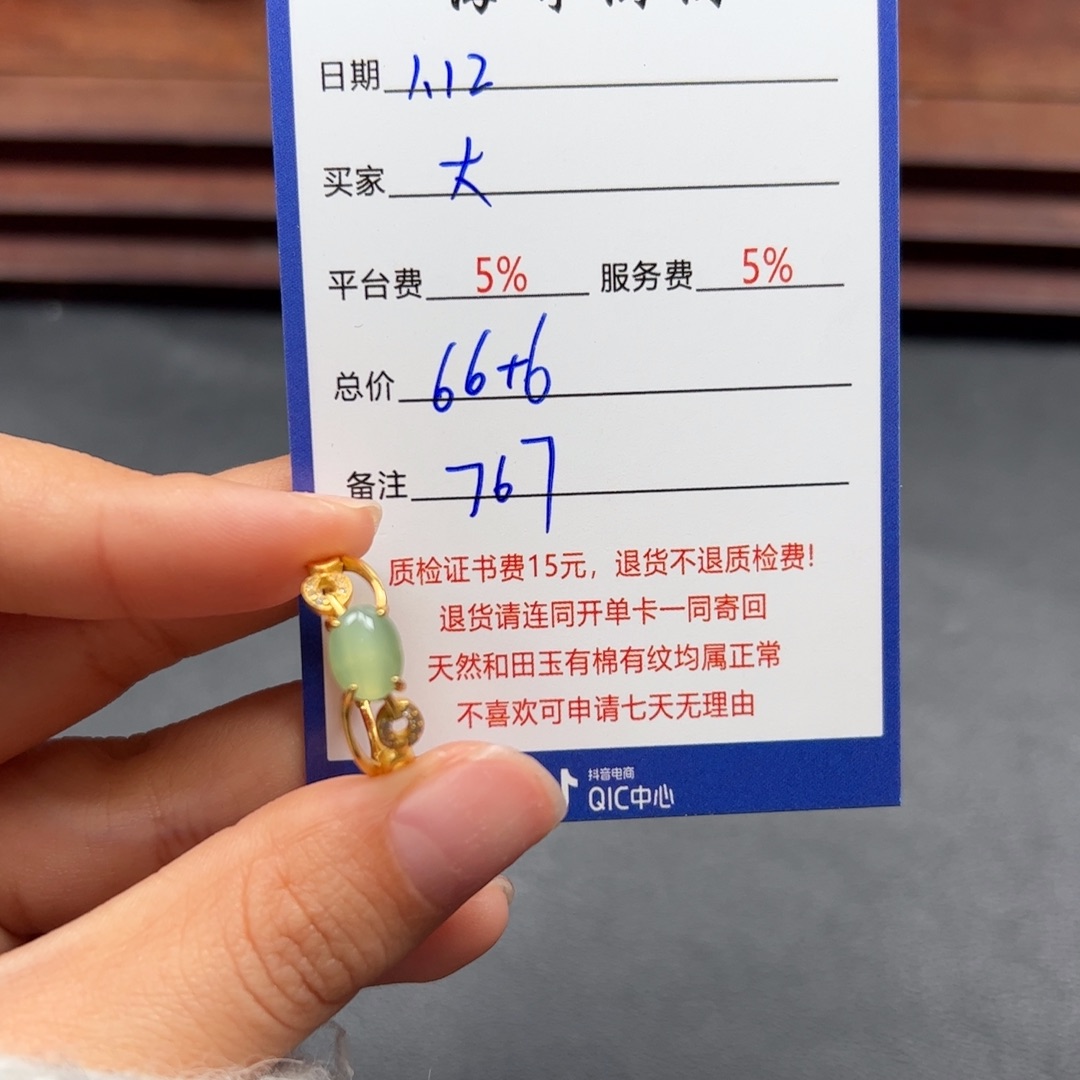 日期 1.12
买家 大
平台费 5% 服务费 5%
总价 66+6
备注 767
质检证书费15元，退货不退质检费!
退货请连同开单卡一同寄回
天然和田玉有棉有纹均属正常
不喜欢可申请七天无理由
抖音电商
QIC中心